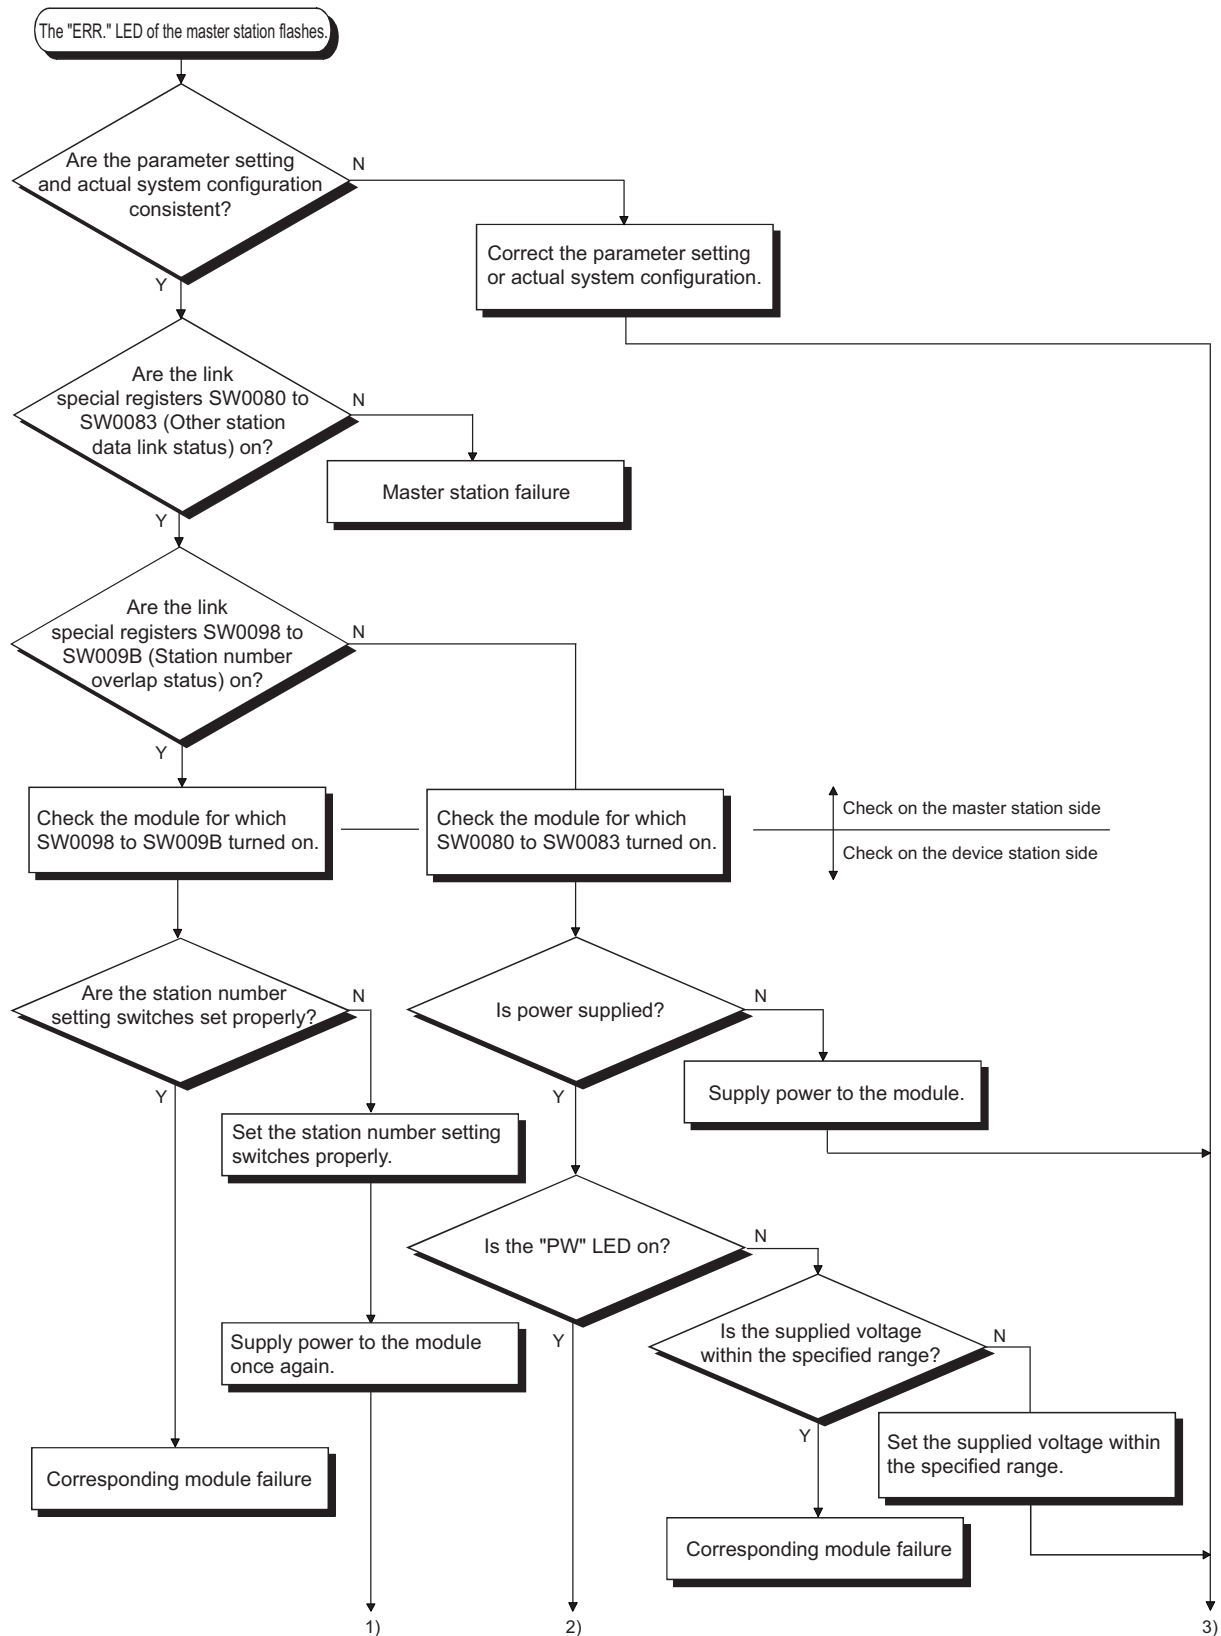 The "ERR." LED of the master station flashes.
Are the parameter setting
and actual system configuration
consistent?
N
Y
Correct the parameter setting
or actual system configuration.
Are the link
special registers SW0080 to
SW0083 (Other station
data link status) on?
N
Y
Master station failure
Are the link
special registers SW0098 to
SW009B (Station number
overlap status) on?
N
Y
Check the module for which
SW0098 to SW009B turned on.
Check the module for which
SW0080 to SW0083 turned on.
Check on the master station side
Check on the device station side
Are the station number
setting switches set properly?
N
Y
Is power supplied?
N
Y
Supply power to the module.
Set the station number setting
switches properly.
Is the "PW" LED on?
N
Y
Supply power to the module
once again.
Is the supplied voltage
within the specified range?
N
Y
Set the supplied voltage within
the specified range.
Corresponding module failure
Corresponding module failure
1)
2)
3)